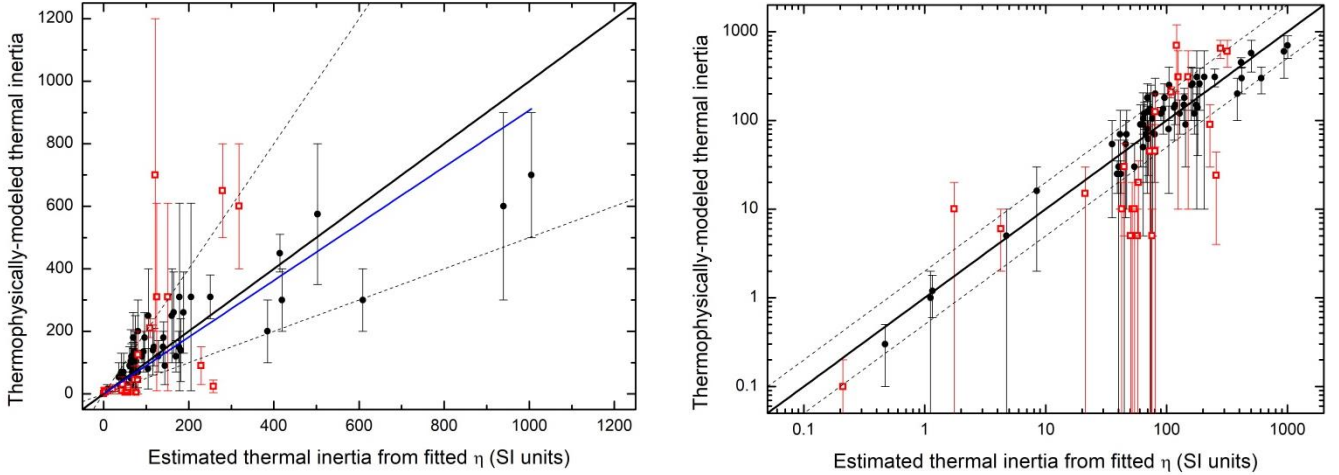 1200
1000
800
600
400
200
0
Thermophysically-modeled thermal inertia
0 200 400 600 800 1000 1200
Estimated thermal inertia from fitted η (SI units)
1000
100
10
1
0.1
Thermophysically-modeled thermal inertia
0.1 1 10 100 1000
Estimated thermal inertia from fitted η (SI units)